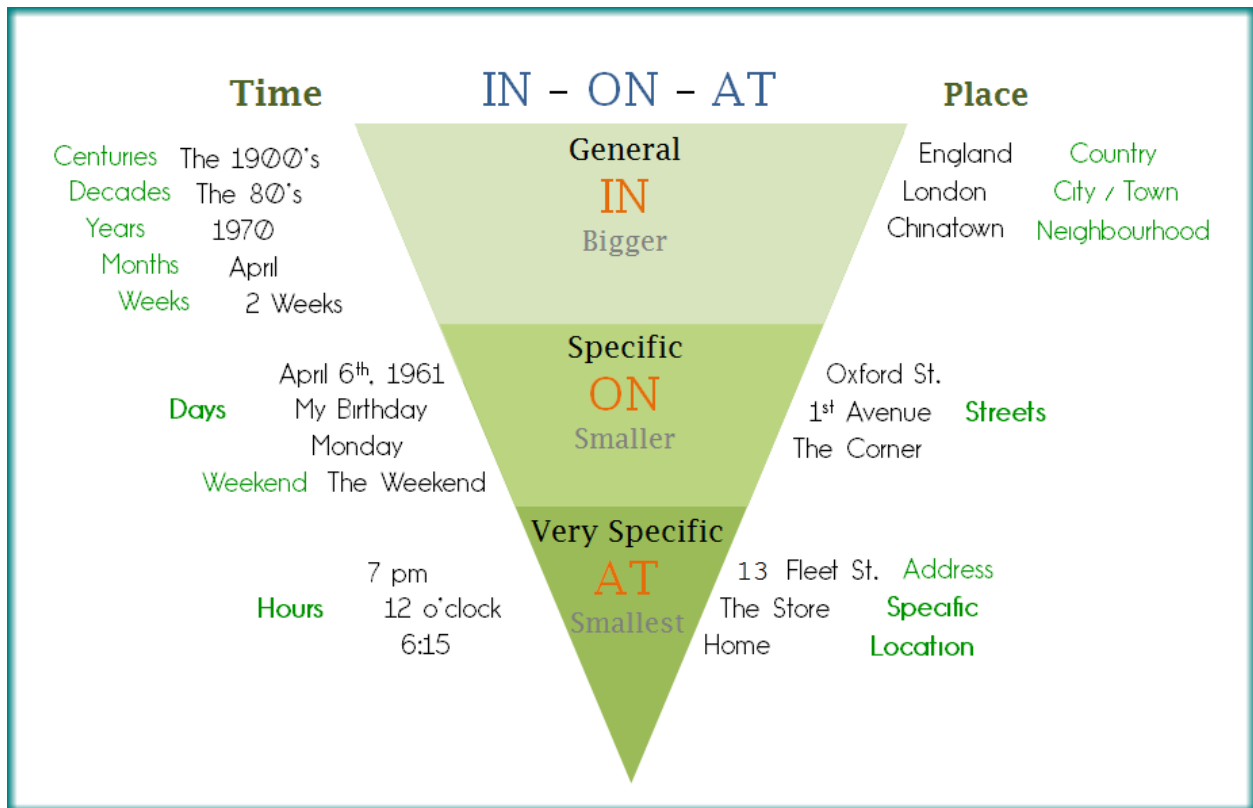 Time IN – ON – AT Place
Centuries The 1900's General England Country
Decades The 80's IN London City / Town
Years 1970 Bigger Chinatown Neighbourhood
Months April
Weeks 2 Weeks
April 6th, 1961 Specific Oxford St.
Days My Birthday ON 1st Avenue Streets
Monday Smaller The Corner
Weekend The Weekend
Very Specific
7 pm AT 13 Fleet St. Address
Hours 12 o'clock Smallest The Store Specific
6:15 Home Location